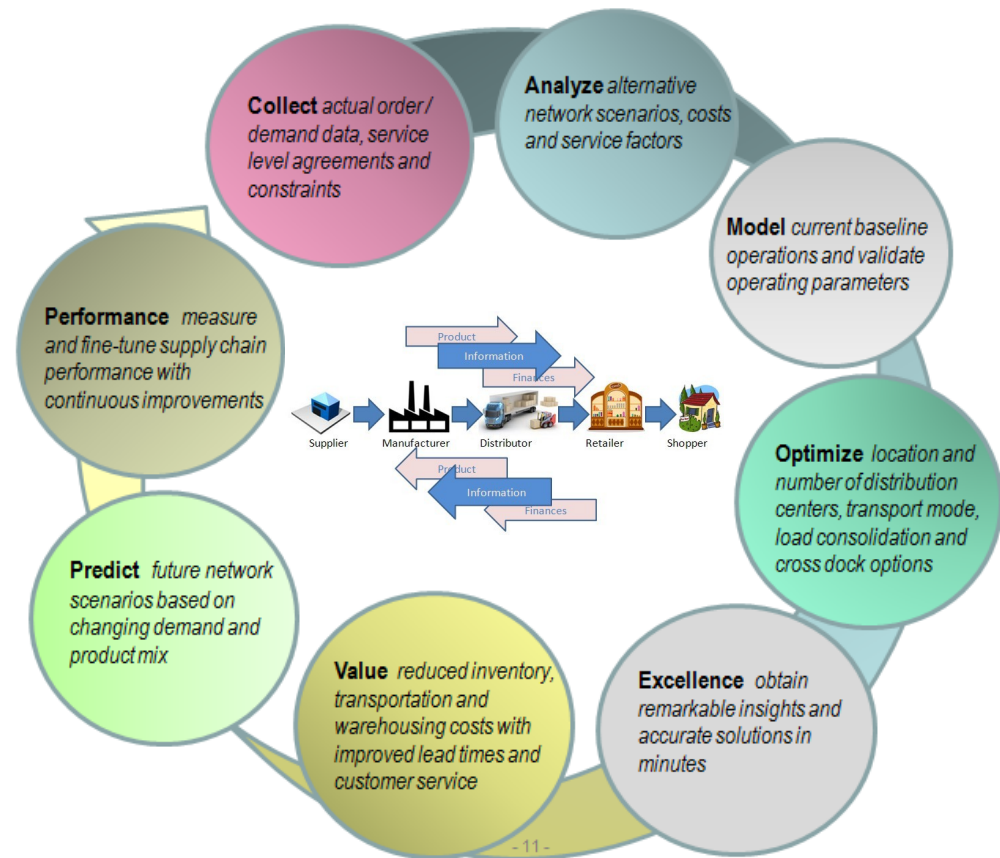 Collect actual order /
demand data, service
level agreements and
constraints
Analyze alternative
network scenarios, costs
and service factors
Model current baseline
operations and validate
operating parameters
Optimize location and
number of distribution
centers, transport mode,
load consolidation and
cross dock options
Excellence obtain
remarkable insights and
accurate solutions in
minutes
Value reduced inventory,
transportation and
warehousing costs with
improved lead times and
customer service
Predict future network
scenarios based on
changing demand and
product mix
Performance measure
and fine-tune supply chain
performance with
continuous improvements
Product
Information
Finances
Supplier
Manufacturer
Distributor
Retailer
Shopper
Product
Information
Finances
- 11 -